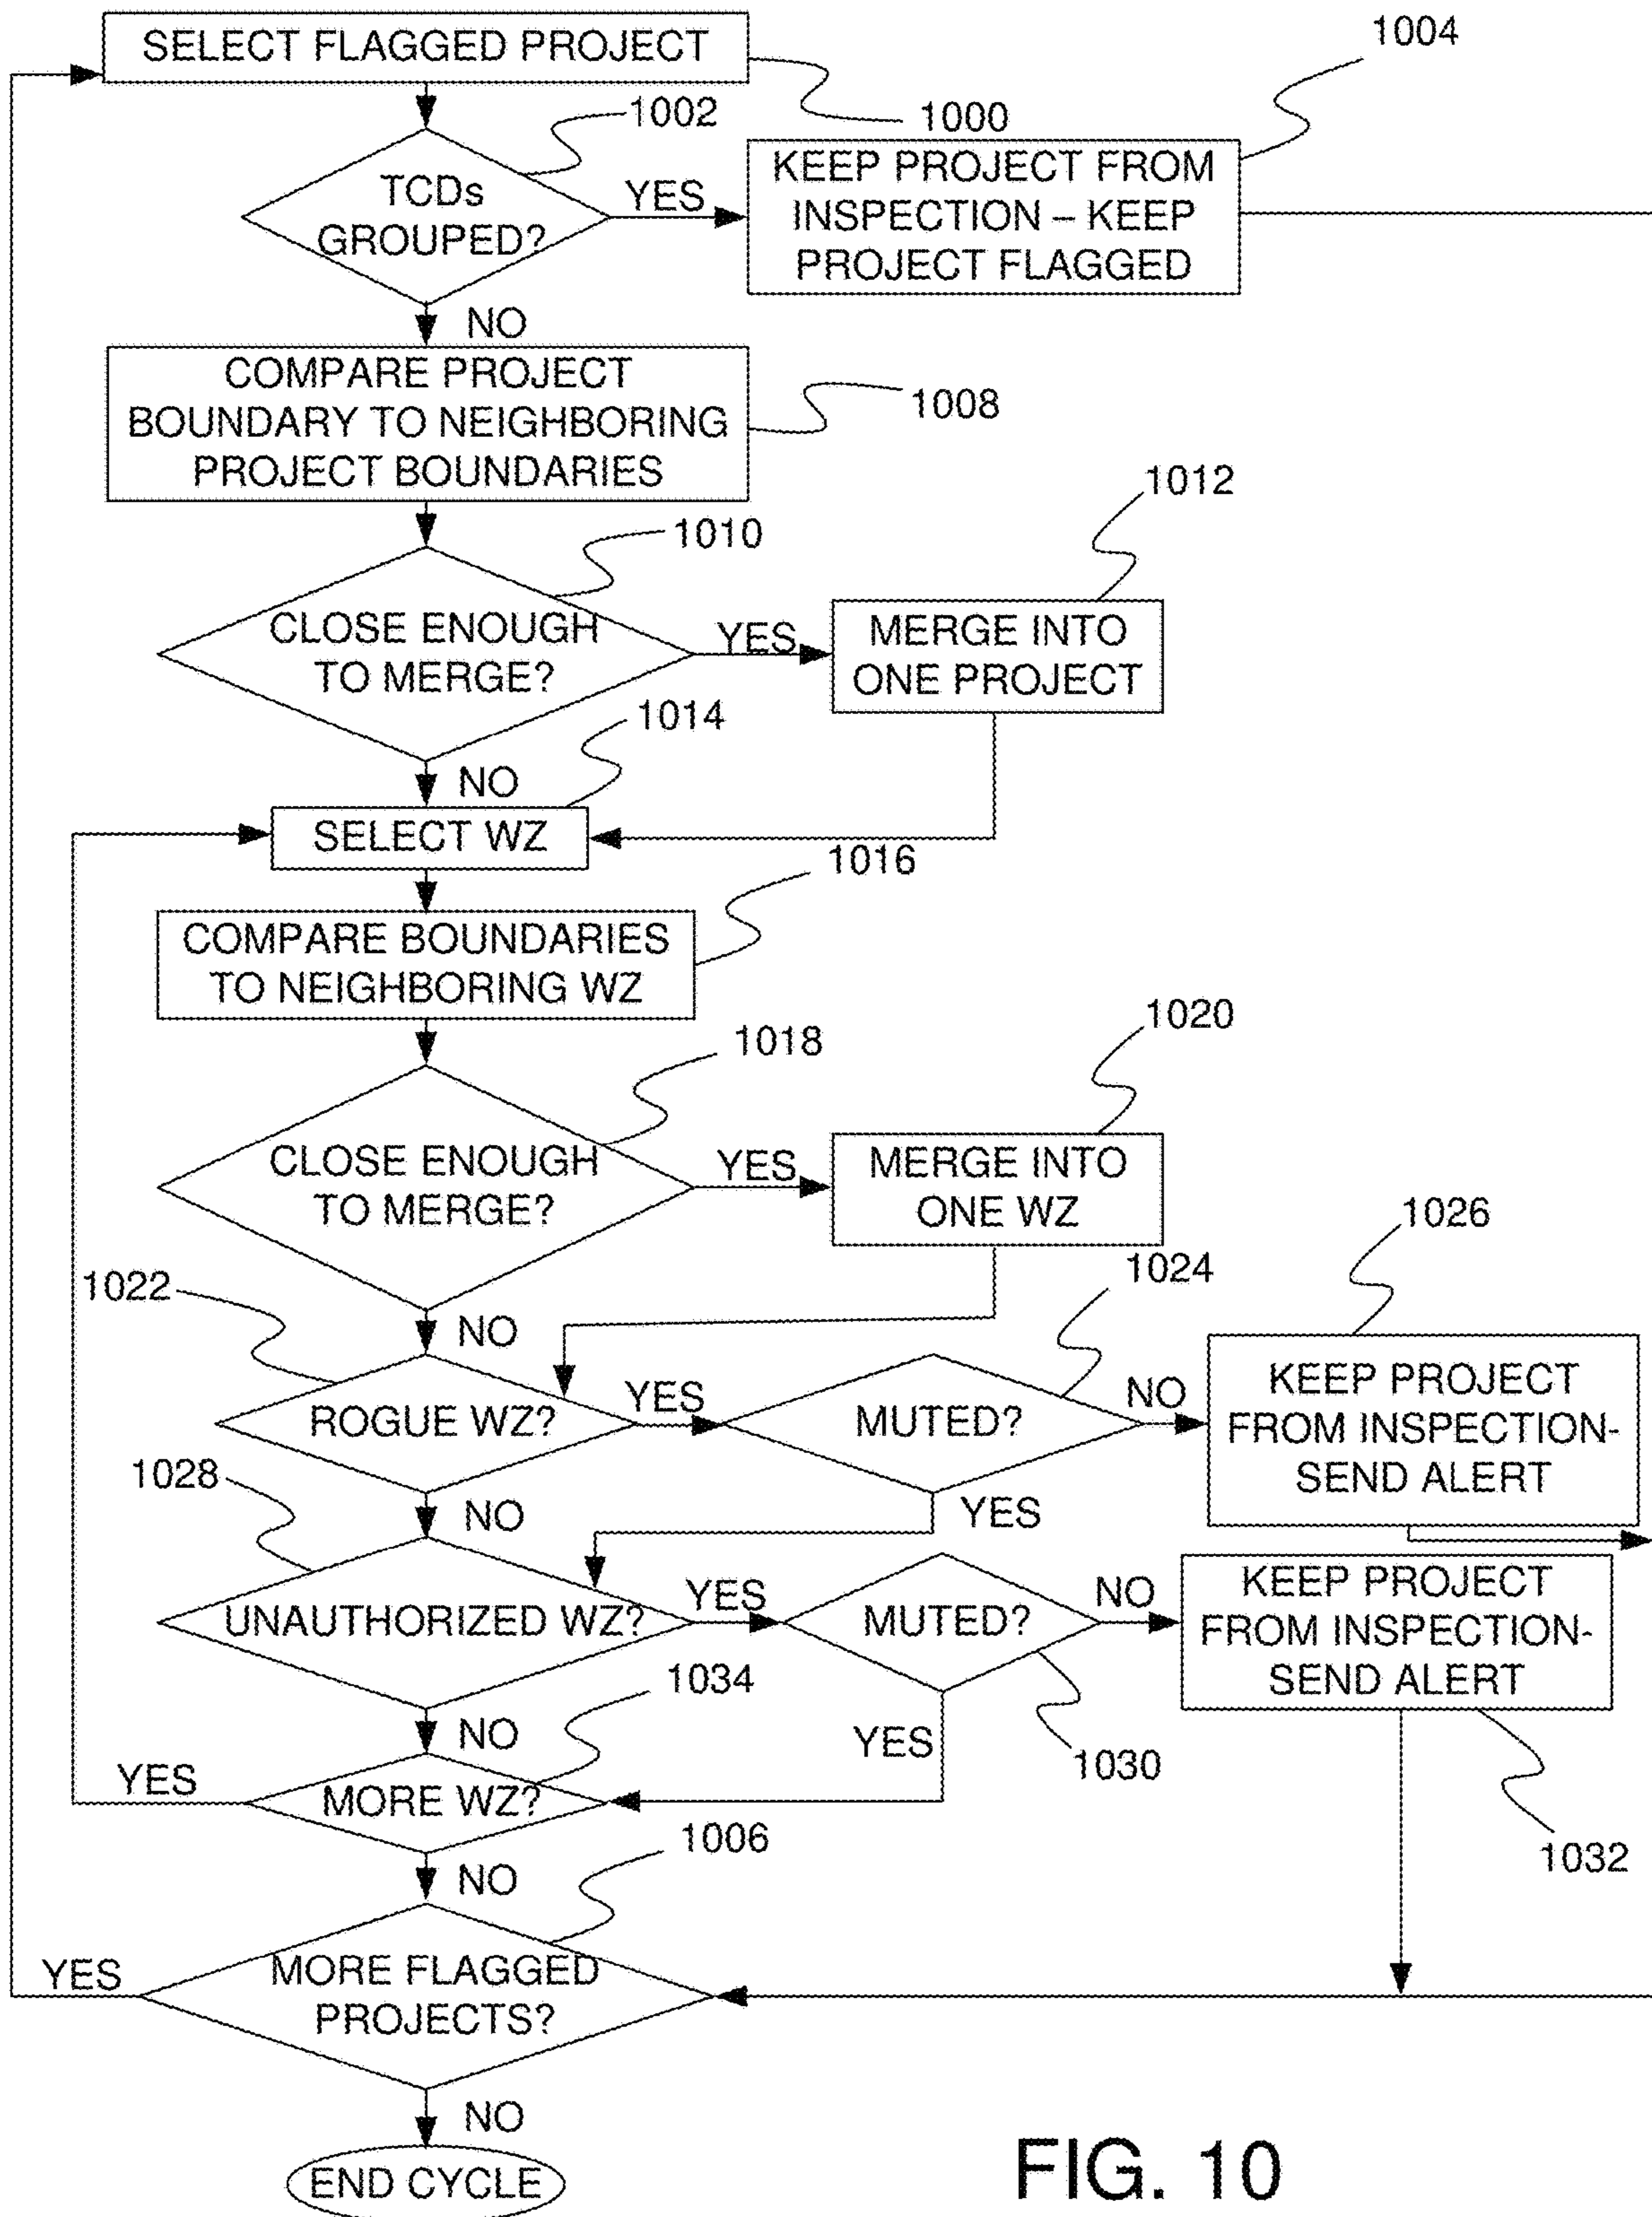 SELECT FLAGGED PROJECT
1004
1002
1000
TCDs
GROUPED?
YES
KEEP PROJECT FROM
INSPECTION – KEEP
PROJECT FLAGGED
NO
COMPARE PROJECT
BOUNDARY TO NEIGHBORING
PROJECT BOUNDARIES
1008
1012
1010
CLOSE ENOUGH
TO MERGE?
YES
MERGE INTO
ONE PROJECT
1014
NO
SELECT WZ
1016
COMPARE BOUNDARIES
TO NEIGHBORING WZ
1020
1018
CLOSE ENOUGH
TO MERGE?
YES
MERGE INTO
ONE WZ
1026
1024
1022
NO
ROGUE WZ?
YES
MUTED?
NO
KEEP PROJECT
FROM INSPECTION-
SEND ALERT
1028
NO
YES
UNAUTHORIZED WZ?
YES
MUTED?
NO
KEEP PROJECT
FROM INSPECTION-
SEND ALERT
1034
NO
YES
1030
YES
MORE WZ?
1006
1032
NO
YES
MORE FLAGGED
PROJECTS?
NO
END CYCLE
FIG. 10